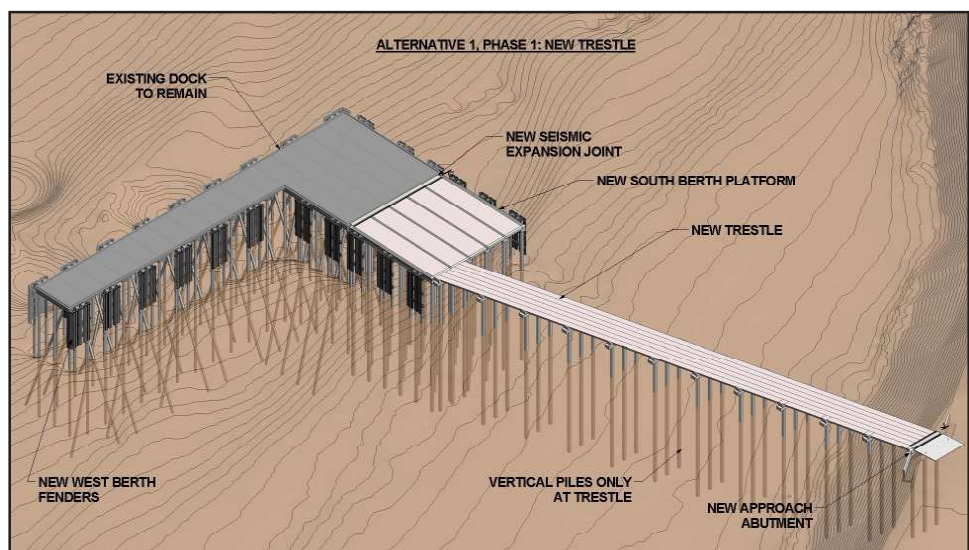 ALTERNATIVE 1, PHASE 1: NEW TRESTLE
EXISTING DOCK
TO REMAIN
NEW SEISMIC
EXPANSION JOINT
NEW SOUTH BERTH PLATFORM
NEW TRESTLE
NEW WEST BERTH
FENDERS
VERTICAL PILES ONLY
AT TRESTLE
NEW APPROACH
ABUTMENT